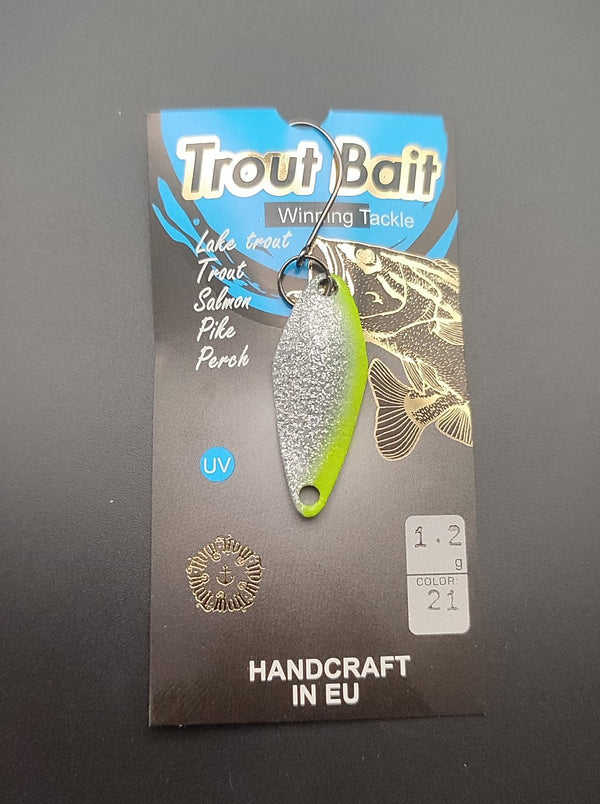 Trout Bait
Winning Tackle
Lake trout
Trout
Salmon
Pike
Perch
UV
1.2
g
COLOR:
21
HANDCRAFT
IN EU